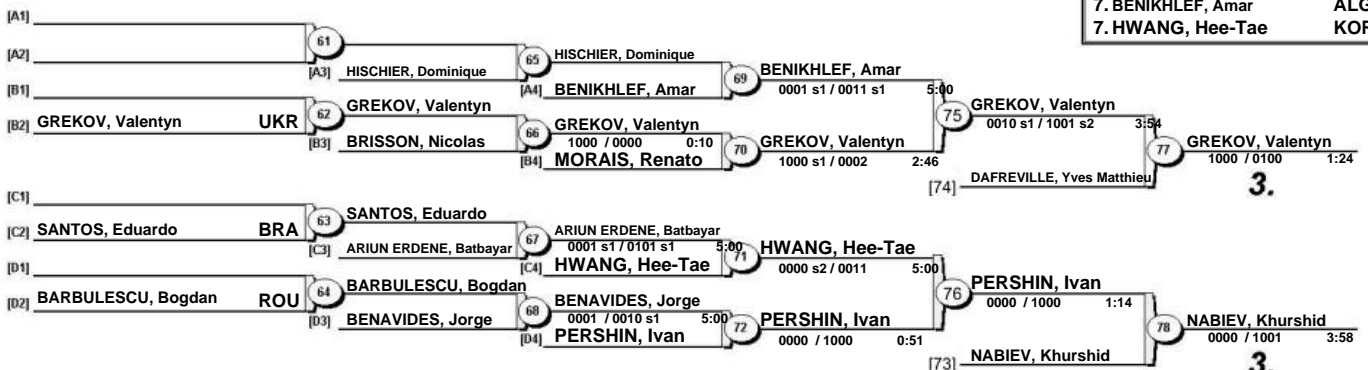 7. BENIKHLEF, Amar ALG
7. HWANG, Hee-Tae KOR
[A1]
61
[A2]
[A3] HISCHIER, Dominique
65 HISCHIER, Dominique
[A4] BENIKHLEF, Amar
69 BENIKHLEF, Amar
0001 s1 / 0011 s1 5:00
[B1]
[B2] GREKOV, Valentyn UKR
62 GREKOV, Valentyn
[B3] BRISSON, Nicolas
66 GREKOV, Valentyn
1000 / 0000 0:10
[B4] MORAIS, Renato
70 GREKOV, Valentyn
1000 s1 / 0002 2:46
75 GREKOV, Valentyn
0010 s1 / 1001 s2 3:54
[74] DAFREVILLE, Yves Matthieu
77 GREKOV, Valentyn
1000 / 0100 1:24
3.
[C1]
[C2] SANTOS, Eduardo BRA
63 SANTOS, Eduardo
[C3] ARIUN ERDENE, Batbayar
67 ARIUN ERDENE, Batbayar
0001 s1 / 0101 s1 5:00
[C4] HWANG, Hee-Tae
71 HWANG, Hee-Tae
0000 s2 / 0011 5:00
[D1]
[D2] BARBULESCU, Bogdan ROU
64 BARBULESCU, Bogdan
[D3] BENAVIDES, Jorge
68 BENAVIDES, Jorge
0001 / 0010 s1 5:00
[D4] PERSHIN, Ivan
72 PERSHIN, Ivan
0000 / 1000 0:51
76 PERSHIN, Ivan
0000 / 1000 1:14
[73] NABIEV, Khurshid
78 NABIEV, Khurshid
0000 / 1001 3:58
3.